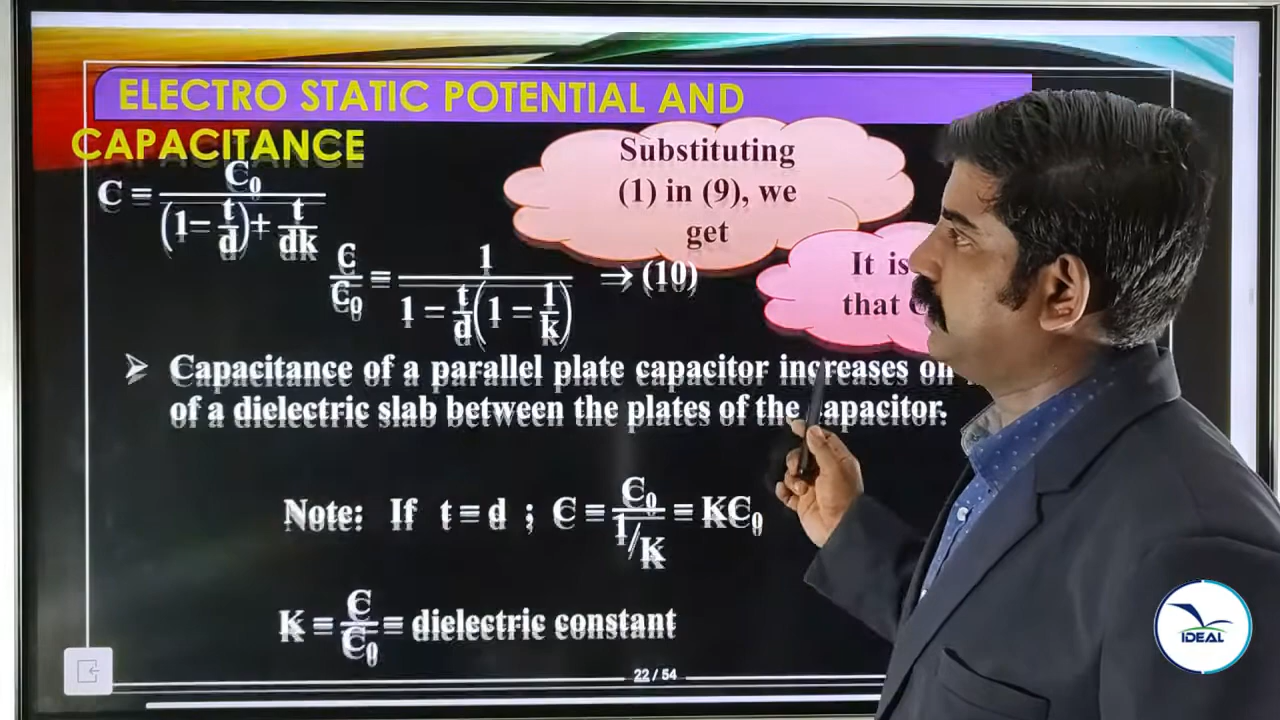 ELECTRO STATIC POTENTIAL AND
CAPACITANCE
Substituting
(1) in (9), we
get
It is
that C
C = C₀ / ((1 − t/d) + t/dk)
C/C₀ = 1 / (1 − t/d (1 − 1/k)) → (10)
➢ Capacitance of a parallel plate capacitor increases on
of a dielectric slab between the plates of the apacitor.
Note: If t = d ; C = C₀ / (1/K) = KC₀
K = C/C₀ = dielectric constant
22 / 54
IDEAL